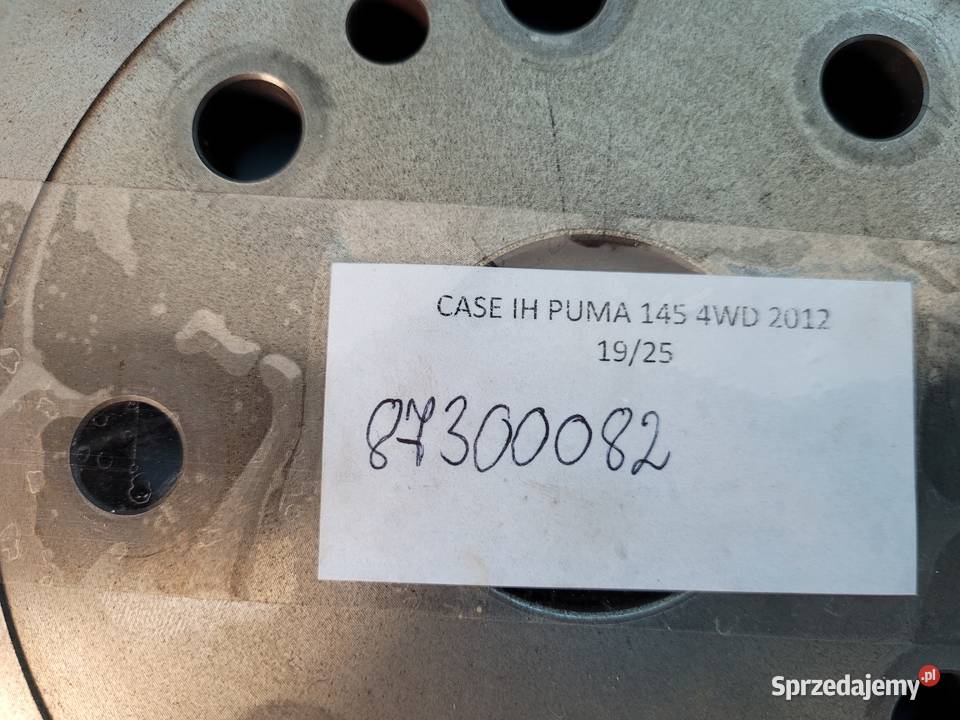 CASE IH PUMA 145 4WD 2012
19/25
87300082
Sprzedajemy.pl